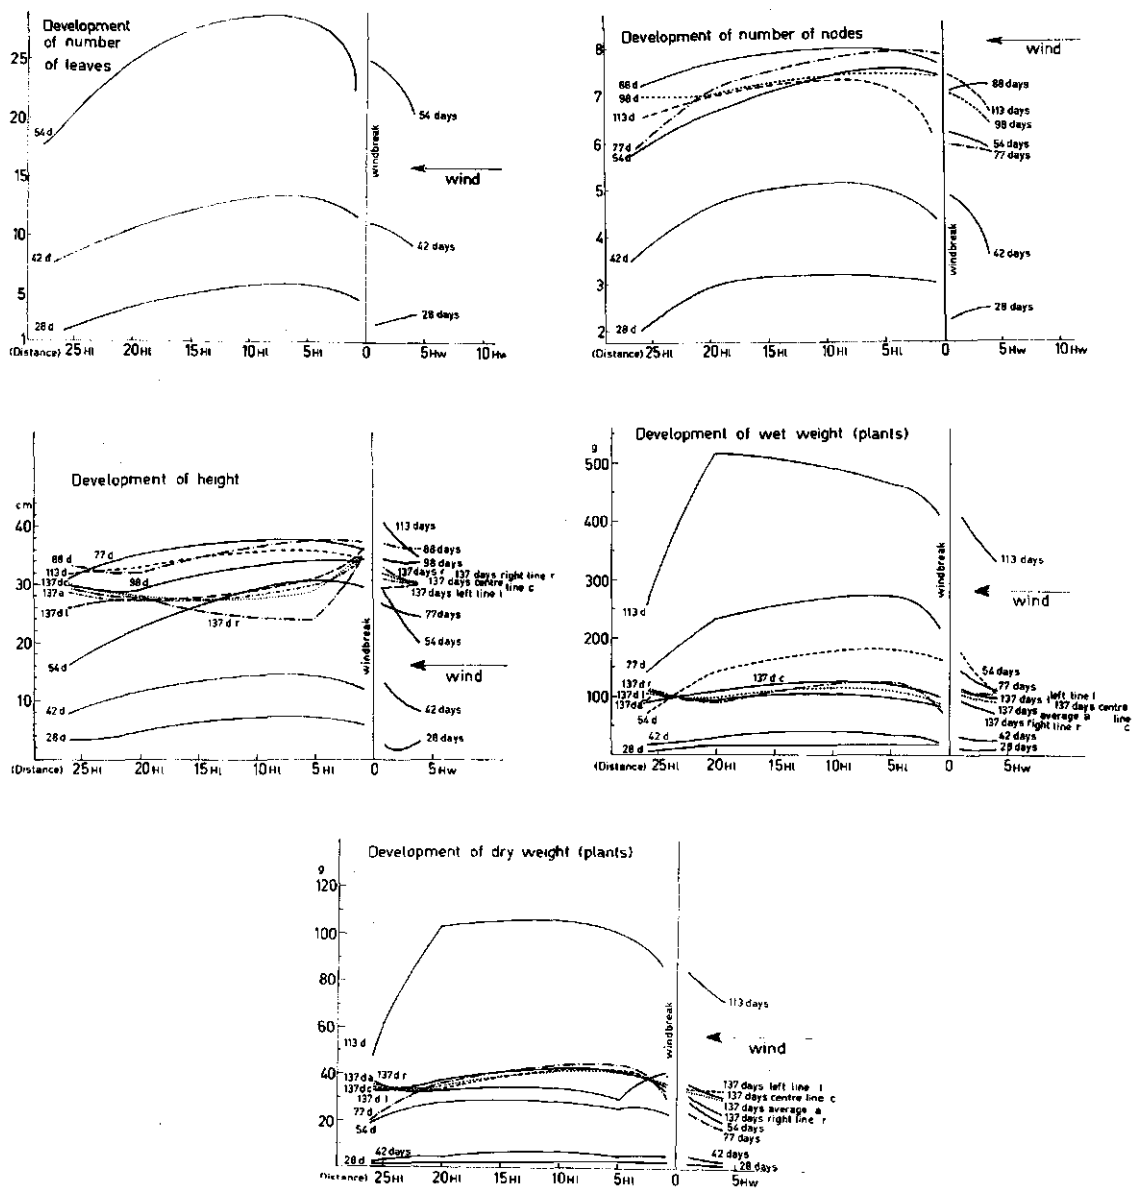 Development
of number
of leaves
25
20
15
10
5
1
54 d
42 d
28 d
windbreak
54 days
wind
42 days
28 days
(Distance) 25Hl 20Hl 15Hl 10Hl 5Hl 0 5Hw 10Hw
Development of number of nodes
wind
8
7
6
5
4
3
2
88 d
98 d
113 d
77 d
54 d
42 d
28 d
windbreak
88 days
113 days
98 days
54 days
77 days
42 days
28 days
(Distance) 25Hl 20Hl 15Hl 10Hl 5Hl 0 5Hw 10Hw
Development of height
cm
40
30
20
10
88 d
77 d
113 d
137 d c
98 d
137 d a
137 d l
137 d r
54 d
42 d
28 d
windbreak
113 days
88 days
98 days
137 days r
137 days right line r
137 days centre line c
137 days left line l
77 days
54 days
wind
42 days
28 days
(Distance) 25Hl 20Hl 15Hl 10Hl 5Hl 0 5Hw
Development of wet weight (plants)
g
500
400
300
200
100
113 d
77 d
137 d r
137 d l
137 d a
137 d c
54 d
42 d
28 d
windbreak
113 days
wind
54 days
77 days
137 days left line l
137 days centre line c
137 days average a
137 days right line r
42 days
28 days
(Distance) 25Hl 20Hl 15Hl 10Hl 5Hl 0 5Hw
Development of dry weight (plants)
g
120
100
80
60
40
20
113 d
137 d a
137 d r
137 d c
137 d l
77 d
54 d
42 days
28 d
windbreak
113 days
wind
137 days left line l
137 days centre line c
137 days average a
137 days right line r
54 days
77 days
42 days
28 days
(Distance) 25Hl 20Hl 15Hl 10Hl 5Hl 0 5Hw